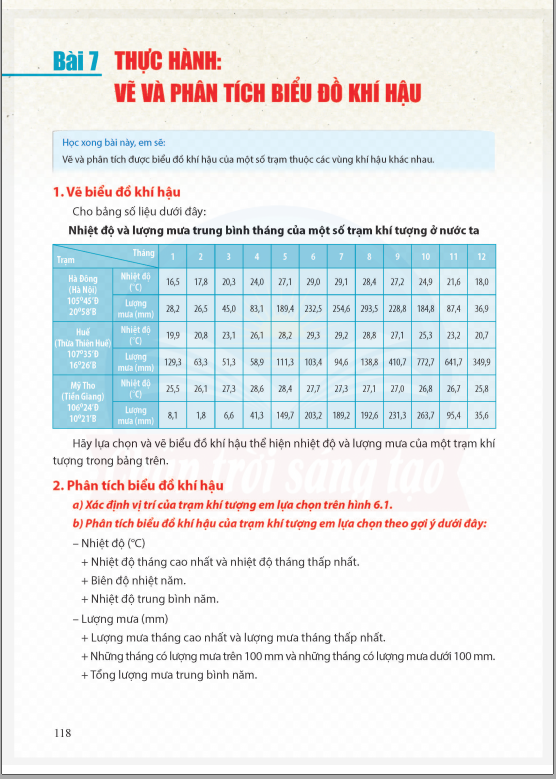 Bài 7 THỰC HÀNH:
VẼ VÀ PHÂN TÍCH BIỂU ĐỒ KHÍ HẬU
Học xong bài này, em sẽ:
Vẽ và phân tích được biểu đồ khí hậu của một số trạm thuộc các vùng khí hậu khác nhau.
1. Vẽ biểu đồ khí hậu
Cho bảng số liệu dưới đây:
Nhiệt độ và lượng mưa trung bình tháng của một số trạm khí tượng ở nước ta
Trạm Tháng 1 2 3 4 5 6 7 8 9 10 11 12
Hà Đông
(Hà Nội)
105°45'Đ
20°58'B
Nhiệt độ
(°C) 16,5 17,8 20,3 24,0 27,1 29,0 29,1 28,4 27,2 24,9 21,6 18,0
Lượng
mưa (mm) 28,2 26,5 45,0 83,1 189,4 232,5 254,6 293,5 228,8 184,8 87,4 36,9
Huế
(Thừa Thiên Huế)
107°35'Đ
16°26'B
Nhiệt độ
(°C) 19,9 20,8 23,1 26,1 28,2 29,3 29,2 28,8 27,1 25,3 23,2 20,7
Lượng
mưa (mm) 129,3 63,3 51,3 58,9 111,3 103,4 94,6 138,8 410,7 772,7 641,7 349,9
Mỹ Tho
(Tiền Giang)
106°24'Đ
10°21'B
Nhiệt độ
(°C) 25,5 26,1 27,3 28,6 28,4 27,7 27,3 27,1 27,0 26,8 26,7 25,8
Lượng
mưa (mm) 8,1 1,8 6,6 41,3 149,7 203,2 189,2 192,6 231,3 263,7 95,4 35,6
Hãy lựa chọn và vẽ biểu đồ khí hậu thể hiện nhiệt độ và lượng mưa của một trạm khí
tượng trong bảng trên.
2. Phân tích biểu đồ khí hậu
a) Xác định vị trí của trạm khí tượng em lựa chọn trên hình 6.1.
b) Phân tích biểu đồ khí hậu của trạm khí tượng em lựa chọn theo gợi ý dưới đây:
– Nhiệt độ (°C)
+ Nhiệt độ tháng cao nhất và nhiệt độ tháng thấp nhất.
+ Biên độ nhiệt năm.
+ Nhiệt độ trung bình năm.
– Lượng mưa (mm)
+ Lượng mưa tháng cao nhất và lượng mưa tháng thấp nhất.
+ Những tháng có lượng mưa trên 100 mm và những tháng có lượng mưa dưới 100 mm.
+ Tổng lượng mưa trung bình năm.
118